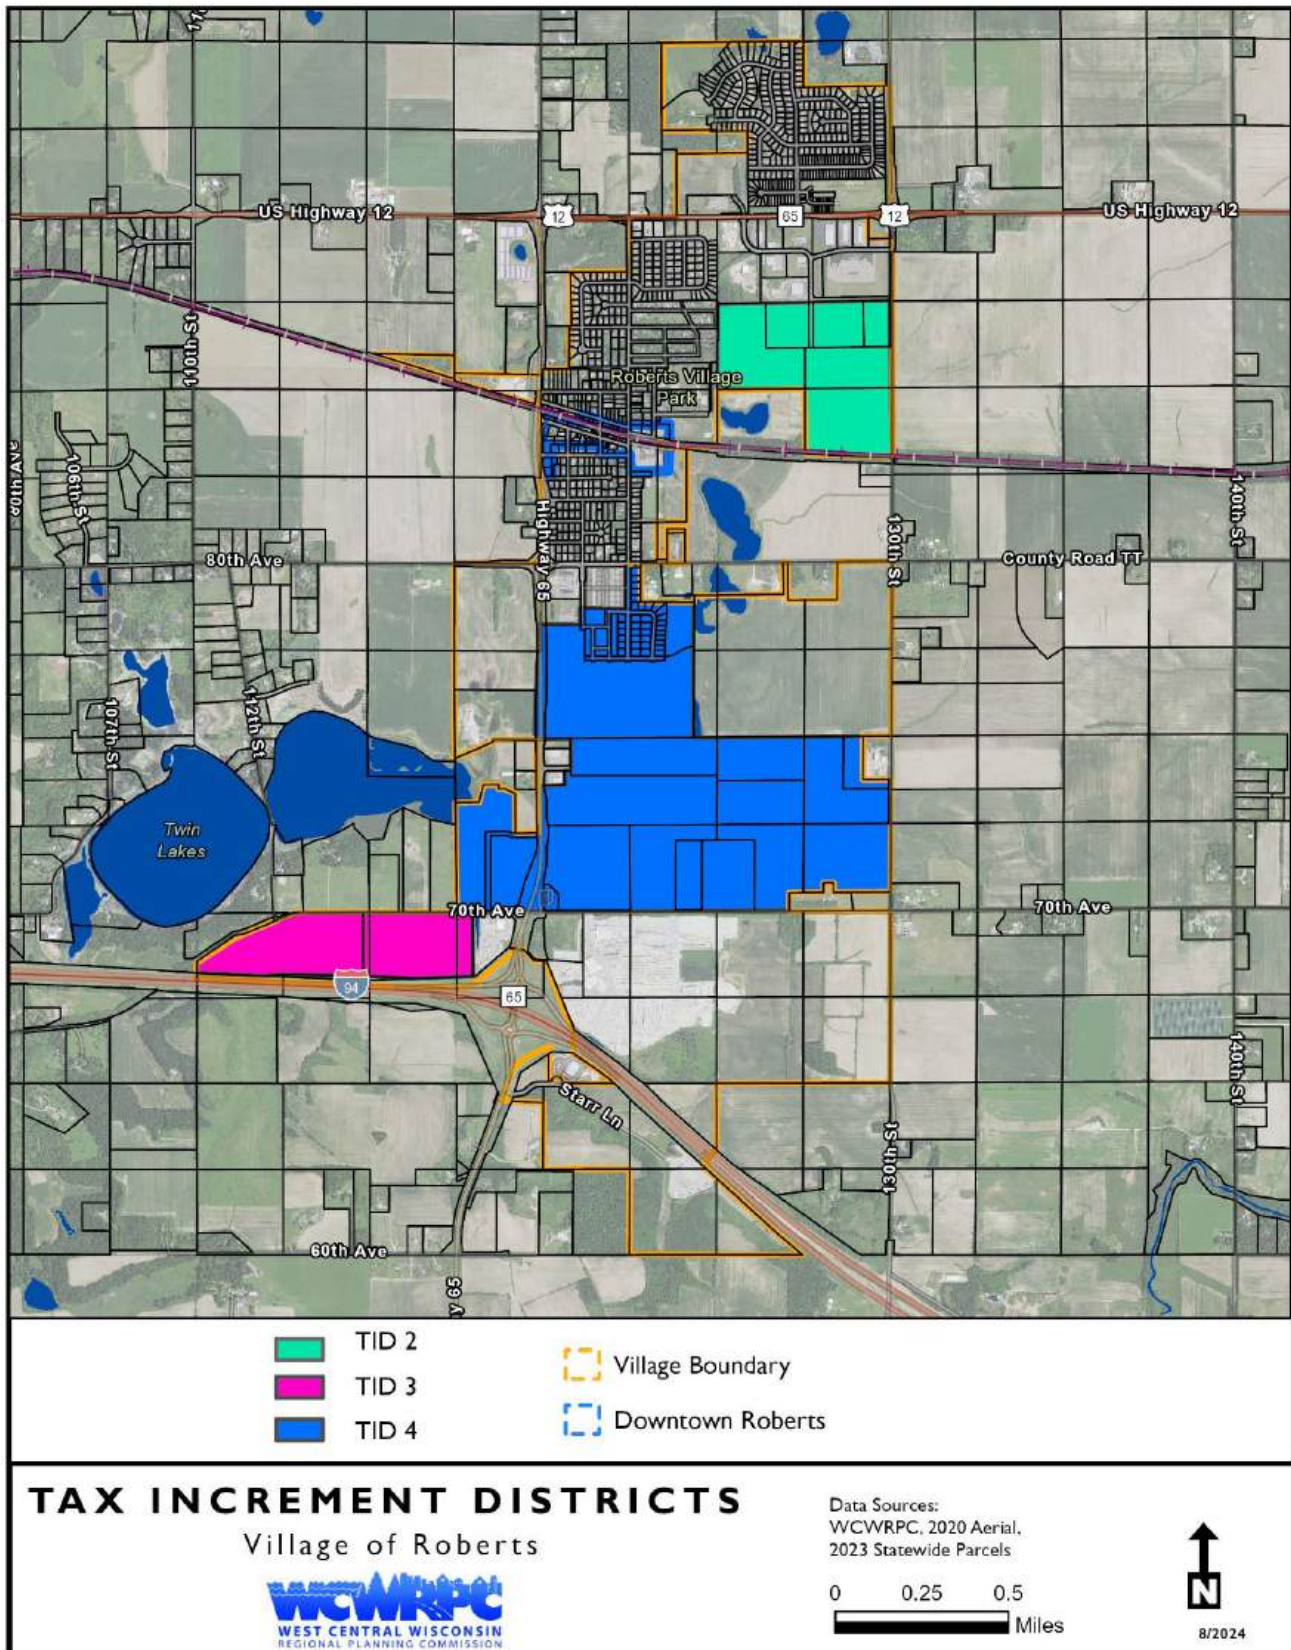 US Highway 12
12
65
12
US Highway 12
110th St
Roberts Village
Park
106th St
Highway 65
80th Ave
130th St
County Road TT
140th St
107th St
112th St
Twin
Lakes
70th Ave
70th Ave
94
65
Starr Ln
140th St
130th St
60th Ave
y 65
TID 2
TID 3
TID 4
Village Boundary
Downtown Roberts
TAX INCREMENT DISTRICTS
Village of Roberts
WCWRPC
WEST CENTRAL WISCONSIN
REGIONAL PLANNING COMMISSION
Data Sources:
WCWRPC, 2020 Aerial,
2023 Statewide Parcels
0 0.25 0.5
Miles
N
8/2024